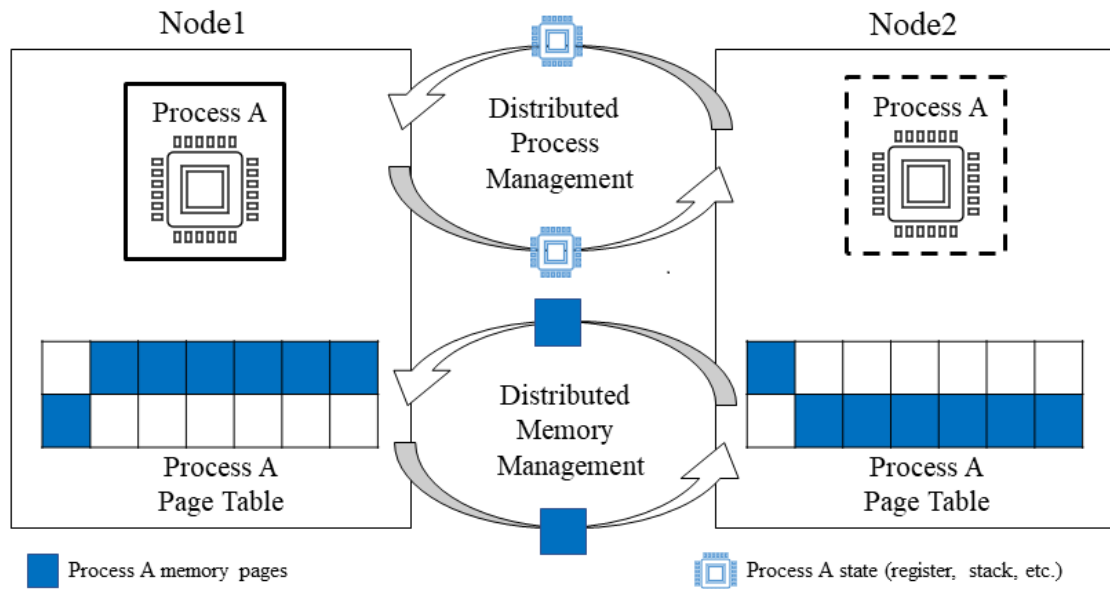 Node1
Node2
Process A
Distributed
Process
Management
Process A
Distributed
Memory
Management
Process A
Page Table
Process A
Page Table
Process A memory pages
Process A state (register, stack, etc.)